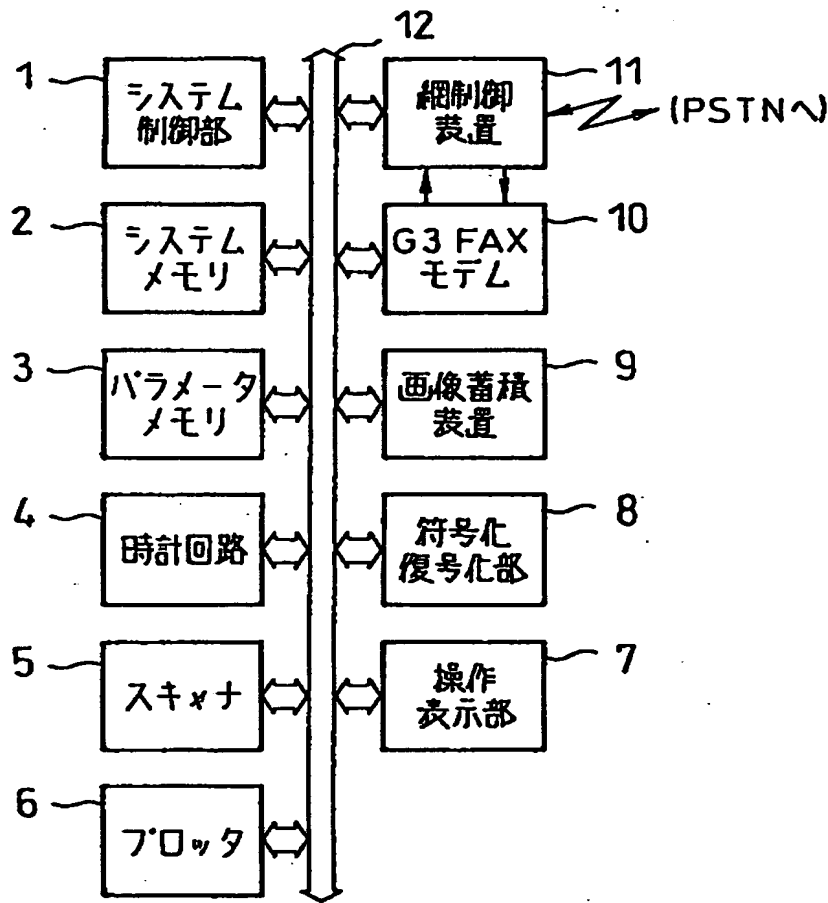 12
1
システム
制御部
11
網制御
装置
(PSTNへ)
2
システム
メモリ
10
G3 FAX
モデム
3
パラメータ
メモリ
9
画像蓄積
装置
4
時計回路
8
符号化
復号化部
5
スキャナ
7
操作
表示部
6
プロッタ